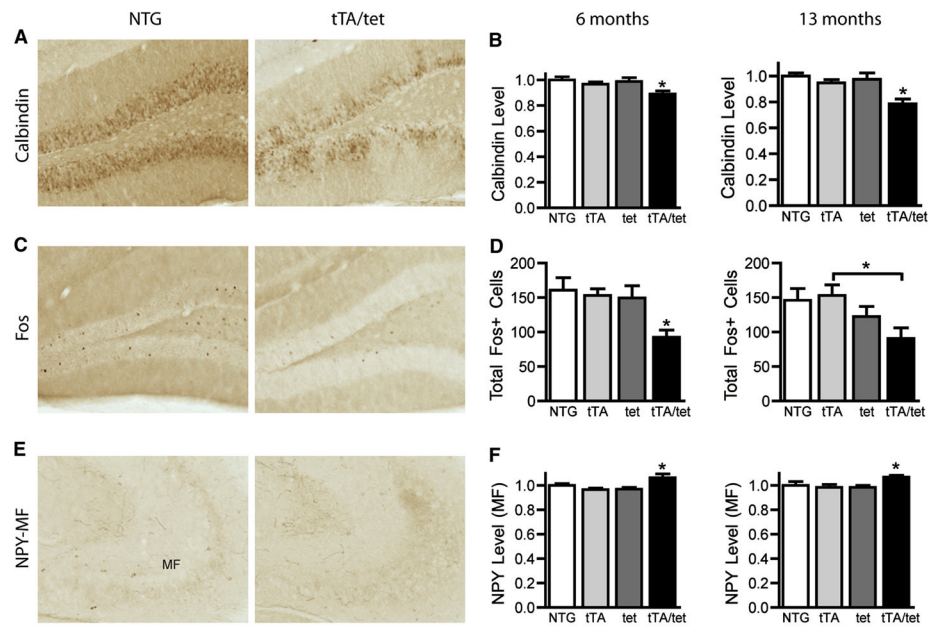 NTG tTA/tet 6 months 13 months
A
Calbindin
B
Calbindin Level
1.0
0.8
0.6
0.4
0.2
0.0
NTG tTA tet tTA/tet
*
Calbindin Level
1.0
0.8
0.6
0.4
0.2
0.0
NTG tTA tet tTA/tet
*
C
Fos
D
Total Fos+ Cells
200
150
100
50
0
NTG tTA tet tTA/tet
*
Total Fos+ Cells
200
150
100
50
0
NTG tTA tet tTA/tet
*
E
NPY-MF
MF
F
NPY Level (MF)
1.0
0.8
0.6
0.4
0.2
0.0
NTG tTA tet tTA/tet
*
NPY Level (MF)
1.0
0.8
0.6
0.4
0.2
0.0
NTG tTA tet tTA/tet
*